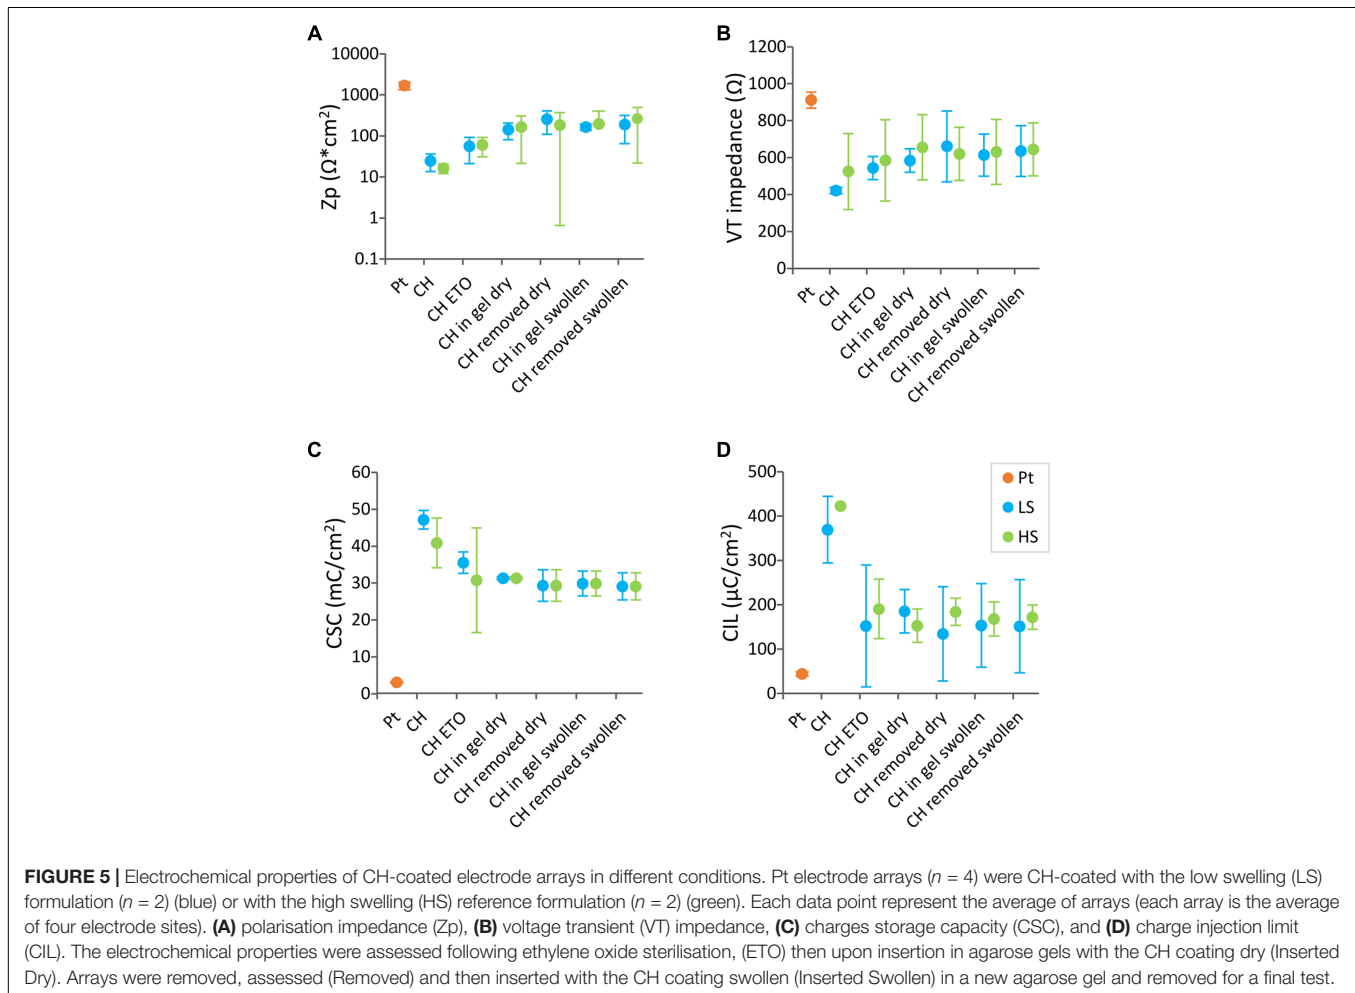 A
10000
1000
100
10
1
0.1
Zp (Ω*cm²)
Pt
CH
CH ETO
CH in gel dry
CH removed dry
CH in gel swollen
CH removed swollen
B
1200
1000
800
600
400
200
0
VT impedance (Ω)
Pt
CH
CH ETO
CH in gel dry
CH removed dry
CH in gel swollen
CH removed swollen
C
60
50
40
30
20
10
0
CSC (mC/cm²)
Pt
CH
CH ETO
CH in gel dry
CH removed dry
CH in gel swollen
CH removed swollen
D
500
400
300
200
100
0
CIL (µC/cm²)
Pt
LS
HS
Pt
CH
CH ETO
CH in gel dry
CH removed dry
CH in gel swollen
CH removed swollen
FIGURE 5 | Electrochemical properties of CH-coated electrode arrays in different conditions. Pt electrode arrays (n = 4) were CH-coated with the low swelling (LS)
formulation (n = 2) (blue) or with the high swelling (HS) reference formulation (n = 2) (green). Each data point represent the average of arrays (each array is the average
of four electrode sites). (A) polarisation impedance (Zp), (B) voltage transient (VT) impedance, (C) charges storage capacity (CSC), and (D) charge injection limit
(CIL). The electrochemical properties were assessed following ethylene oxide sterilisation, (ETO) then upon insertion in agarose gels with the CH coating dry (Inserted
Dry). Arrays were removed, assessed (Removed) and then inserted with the CH coating swollen (Inserted Swollen) in a new agarose gel and removed for a final test.